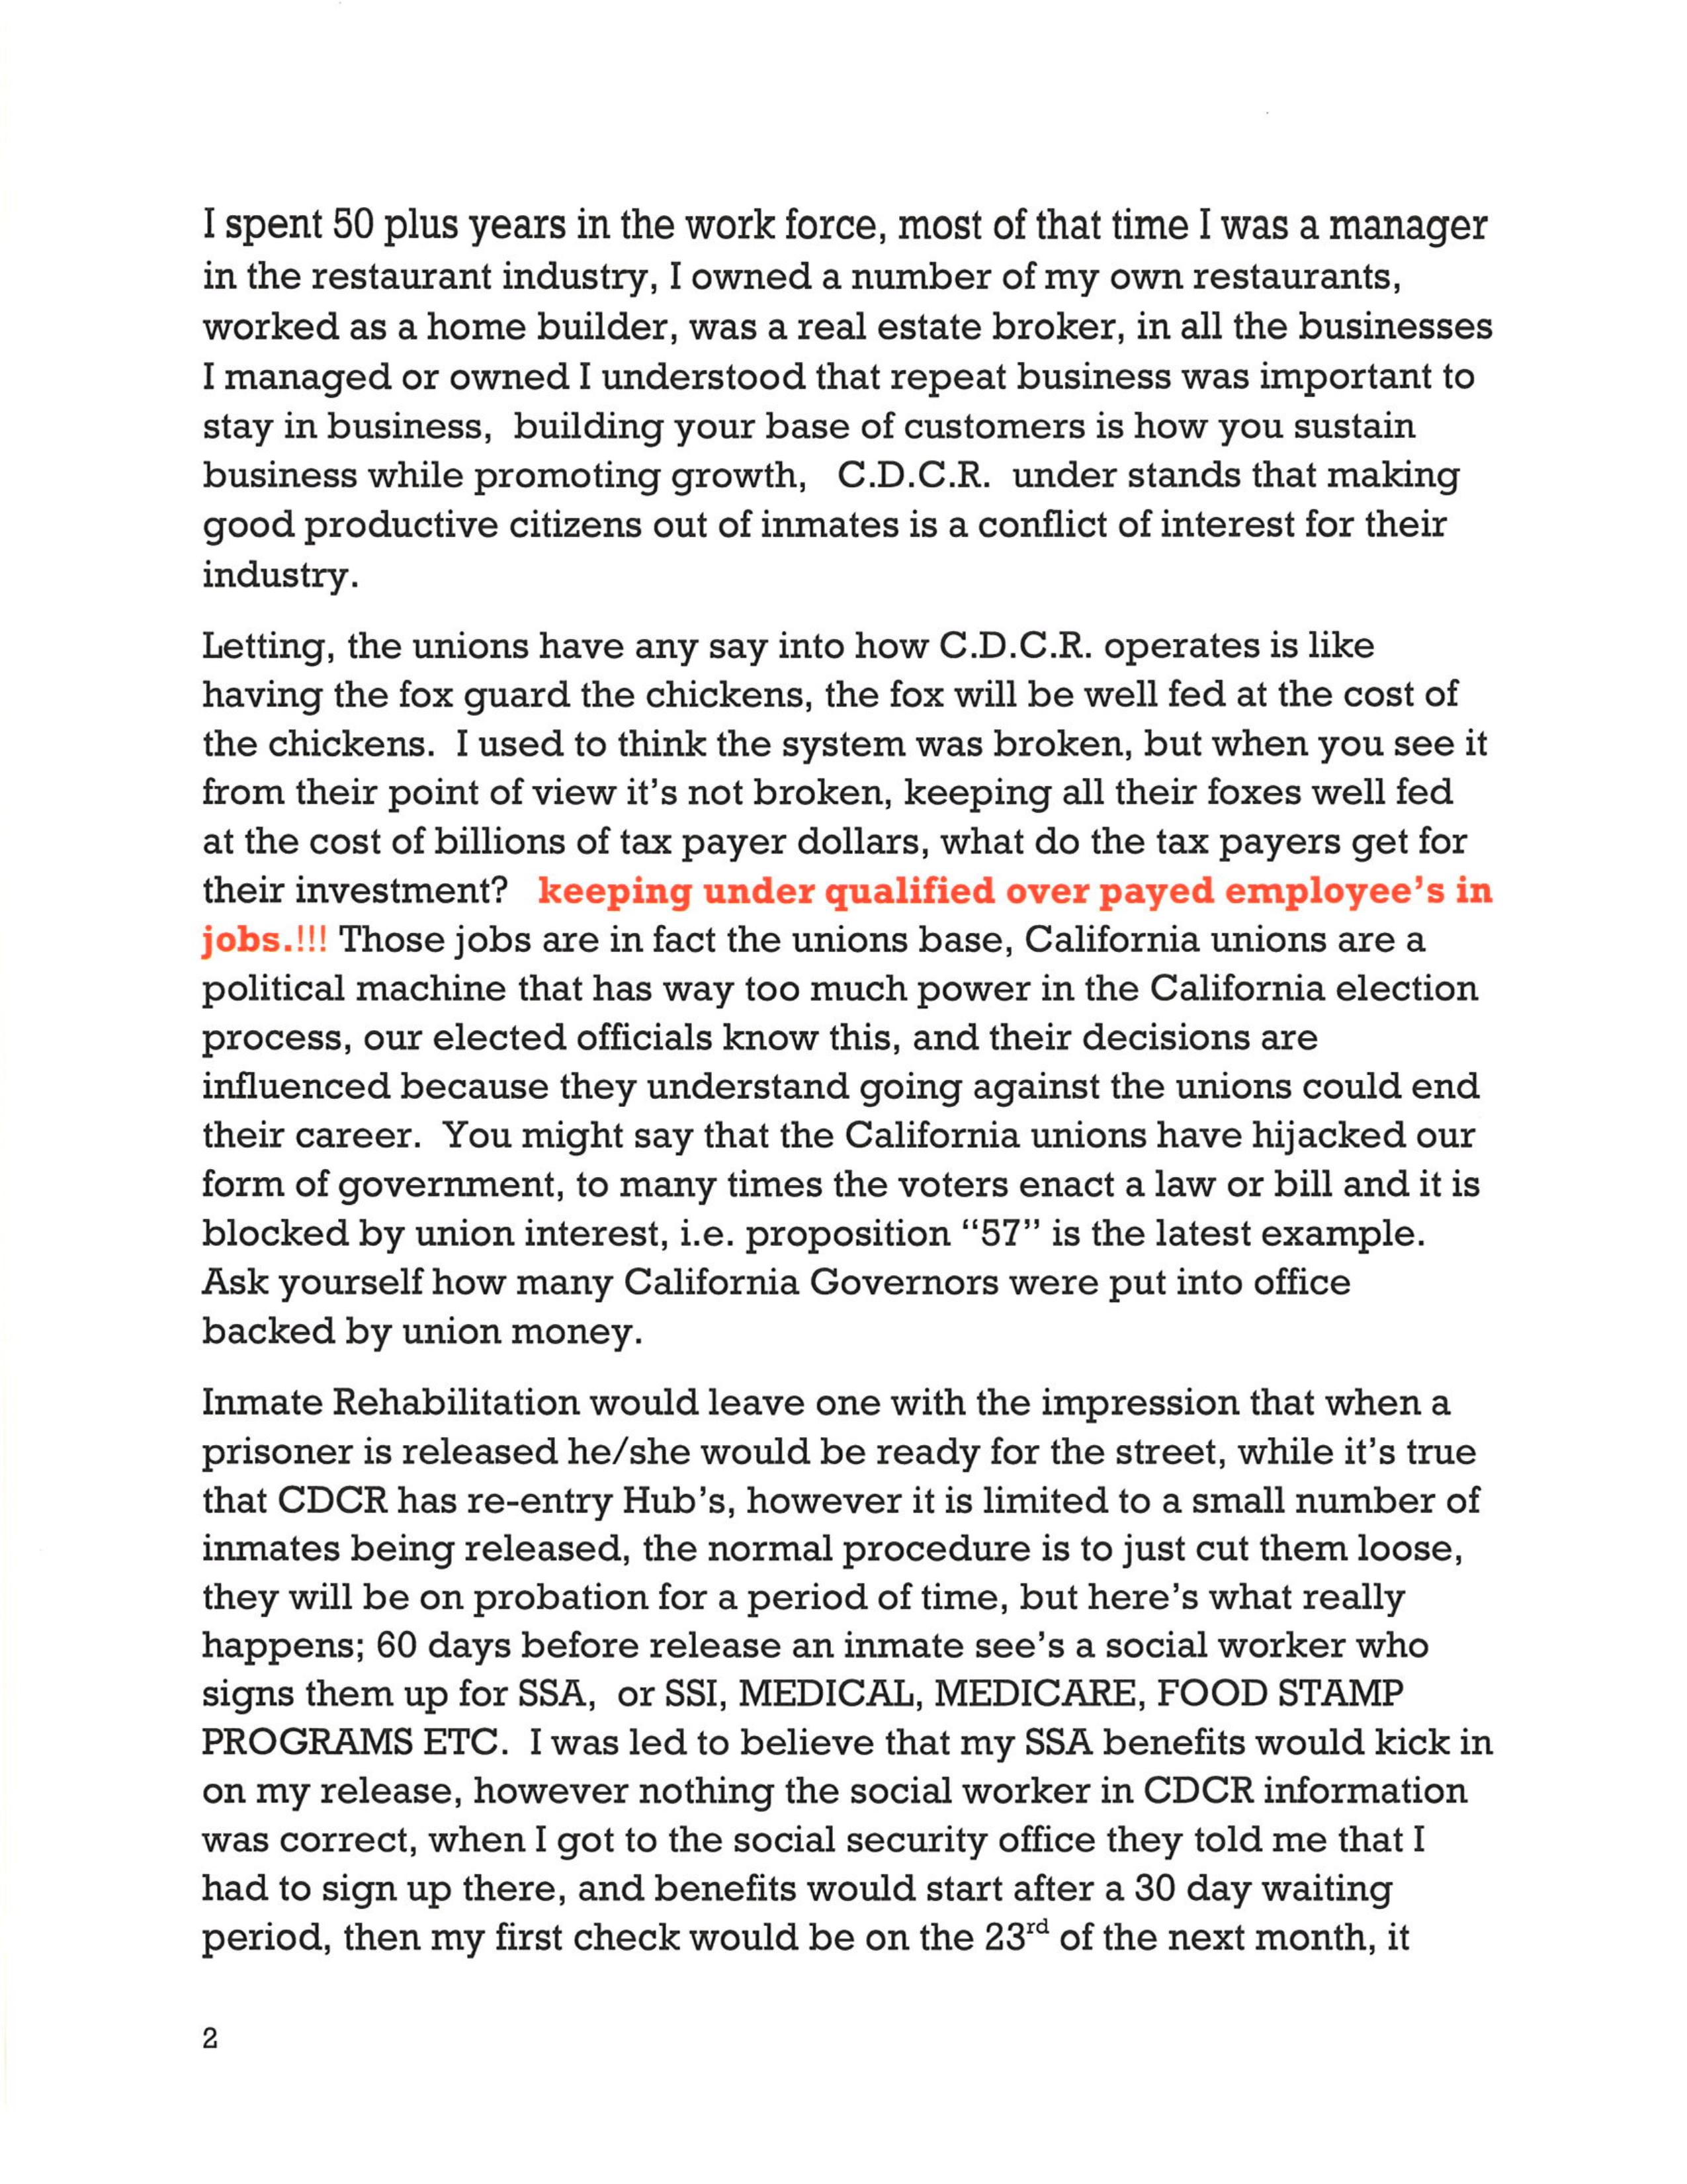 I spent 50 plus years in the work force, most of that time I was a manager
in the restaurant industry, I owned a number of my own restaurants,
worked as a home builder, was a real estate broker, in all the businesses
I managed or owned I understood that repeat business was important to
stay in business,  building your base of customers is how you sustain
business while promoting growth,   C.D.C.R.  under stands that making
good productive citizens out of inmates is a conflict of interest for their
industry.
Letting, the unions have any say into how C.D.C.R. operates is like
having the fox guard the chickens, the fox will be well fed at the cost of
the chickens.  I used to think the system was broken, but when you see it
from their point of view it's not broken, keeping all their foxes well fed
at the cost of billions of tax payer dollars, what do the tax payers get for
their investment?   keeping under qualified over payed employee's in
jobs.!!! Those jobs are in fact the unions base, California unions are a
political machine that has way too much power in the California election
process, our elected officials know this, and their decisions are
influenced because they understand going against the unions could end
their career.  You might say that the California unions have hijacked our
form of government, to many times the voters enact a law or bill and it is
blocked by union interest, i.e. proposition “57” is the latest example.
Ask yourself how many California Governors were put into office
backed by union money.
Inmate Rehabilitation would leave one with the impression that when a
prisoner is released he/she would be ready for the street, while it's true
that CDCR has re-entry Hub's, however it is limited to a small number of
inmates being released, the normal procedure is to just cut them loose,
they will be on probation for a period of time, but here's what really
happens; 60 days before release an inmate see's a social worker who
signs them up for SSA,  or SSI, MEDICAL, MEDICARE, FOOD STAMP
PROGRAMS ETC.  I was led to believe that my SSA benefits would kick in
on my release, however nothing the social worker in CDCR information
was correct, when I got to the social security office they told me that I
had to sign up there, and benefits would start after a 30 day waiting
period, then my first check would be on the 23rd of the next month, it
2